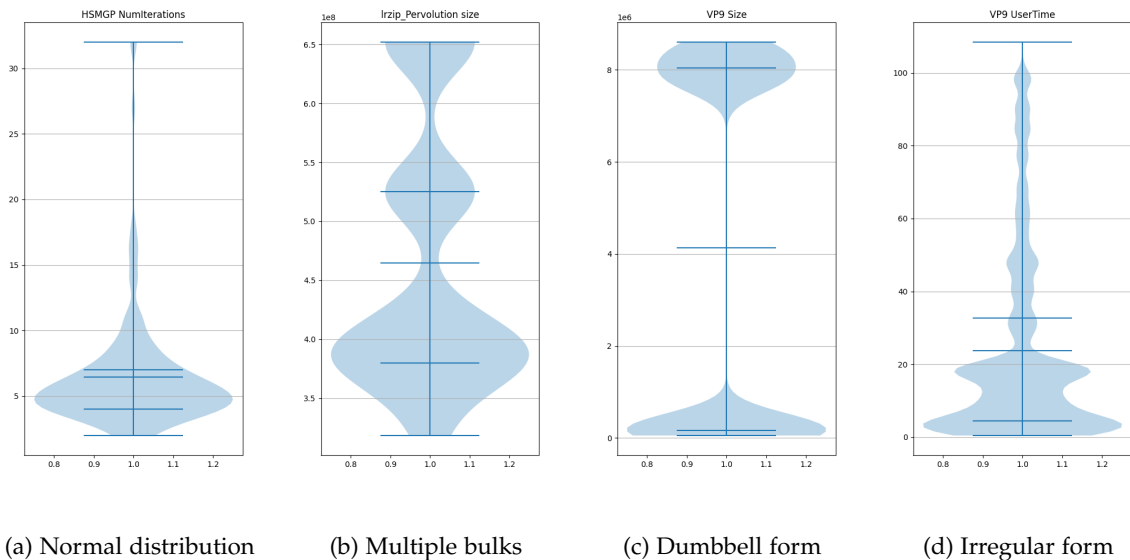 HSMGP NumIterations
30
25
20
15
10
5
0.8 0.9 1.0 1.1 1.2
lrzip_Pervolution size
1e8
6.5
6.0
5.5
5.0
4.5
4.0
3.5
0.8 0.9 1.0 1.1 1.2
VP9 Size
1e6
8
6
4
2
0
0.8 0.9 1.0 1.1 1.2
VP9 UserTime
100
80
60
40
20
0
0.8 0.9 1.0 1.1 1.2
(a) Normal distribution
(b) Multiple bulks
(c) Dumbbell form
(d) Irregular form